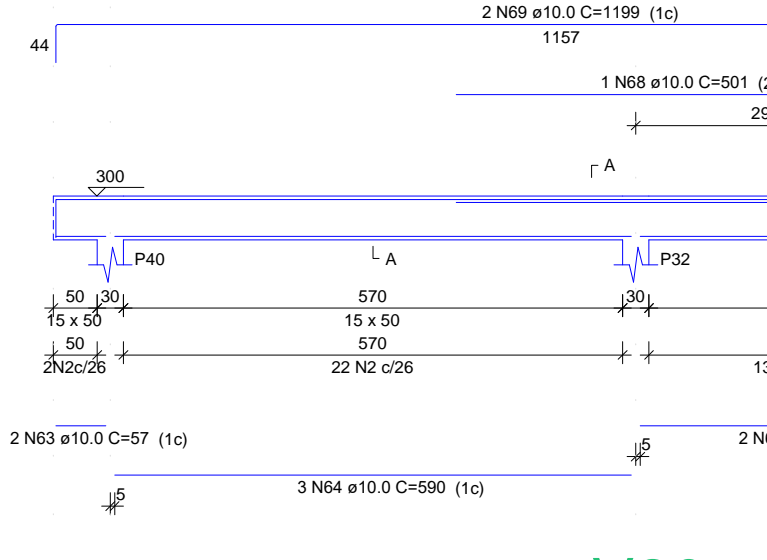 2 N69 ø10.0 C=1199 (1c)
44
1157
1 N68 ø10.0 C=501
A
300
A
P40
P32
50 30 570 30
15 x 50 15 x 50
50 570
2N2c/26 22 N2 c/26
2 N63 ø10.0 C=57 (1c)
5
3 N64 ø10.0 C=590 (1c)
5